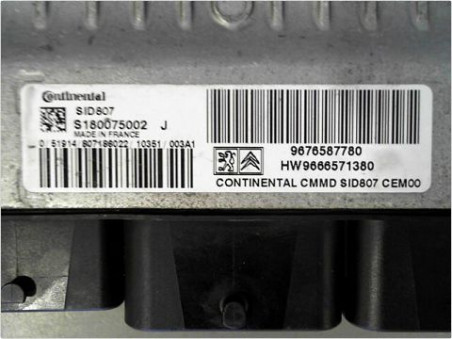 Continental
SID807
S180075002 J
MADE IN FRANCE
0 51914/807186022/10351/003A1
9676587780
HW9666571380
CONTINENTAL CMMD SID807 CEM00